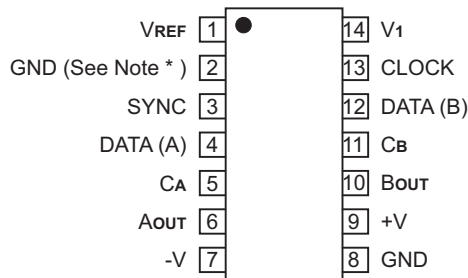 VREF 1 14 V1
GND (See Note * ) 2 13 CLOCK
SYNC 3 12 DATA (B)
DATA (A) 4 11 CB
CA 5 10 BOUT
AOUT 6 9 +V
-V 7 8 GND